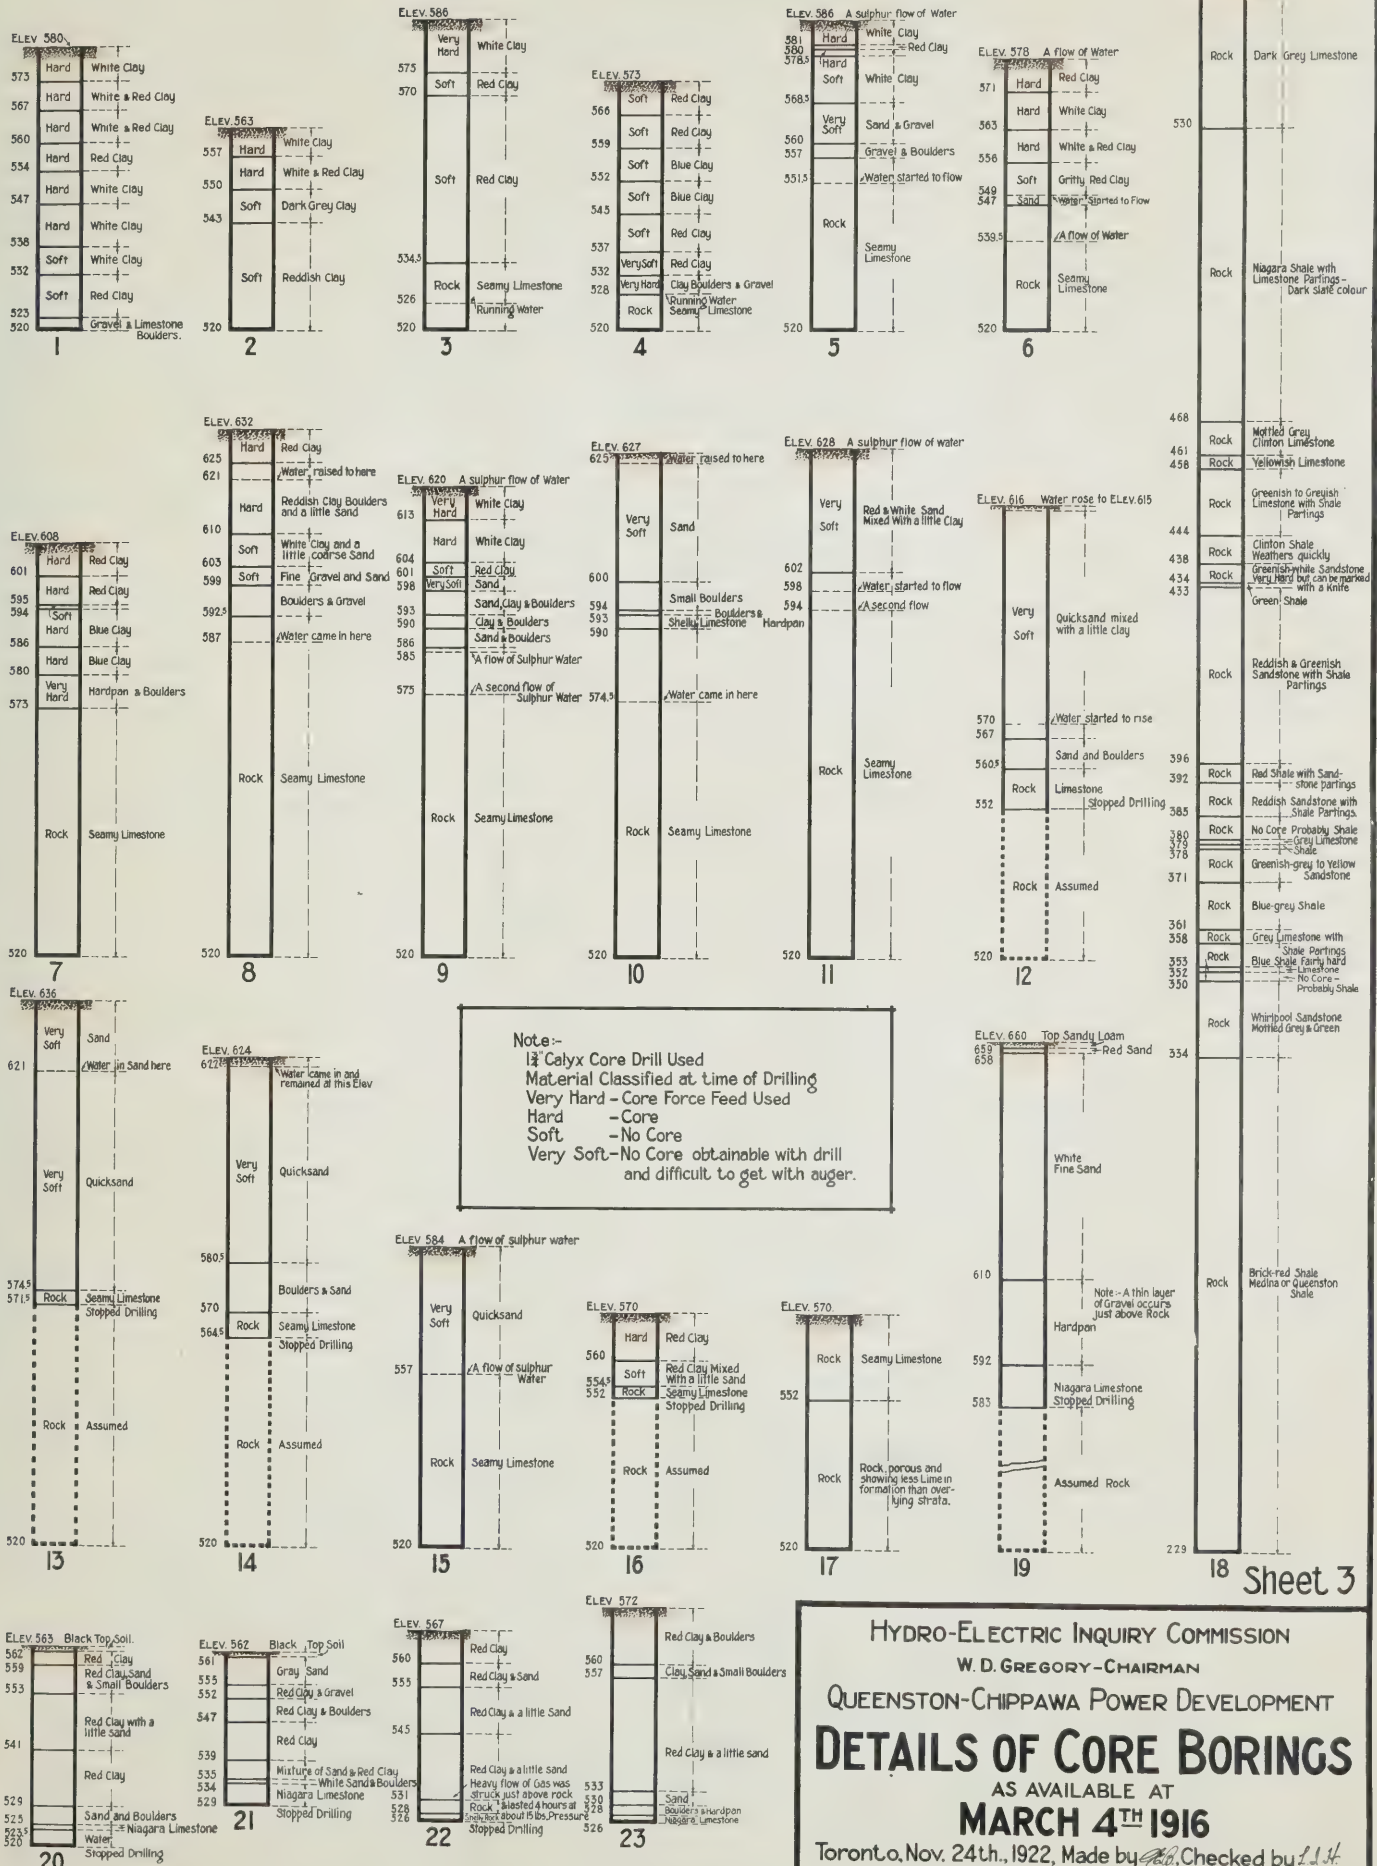 ELEV 580
573
567
560
554
547
538
532
523
520
Hard White Clay
Hard White & Red Clay
Hard White & Red Clay
Hard Red Clay
Hard White Clay
Hard White Clay
Soft White Clay
Soft Red Clay
Gravel & Limestone
Boulders.
1
ELEV. 563
557
550
543
520
Hard White Clay
Hard White & Red Clay
Soft Dark Grey Clay
Soft Reddish Clay
2
ELEV. 586
575
570
534.5
526
520
Very
Hard White Clay
Soft Red Clay
Soft Red Clay
Rock Seamy Limestone
Running Water
3
ELEV. 573
566
559
552
545
537
532
528
520
Soft Red Clay
Soft Red Clay
Soft Blue Clay
Soft Blue Clay
Soft Red Clay
Very Soft Red Clay
Very Hard Clay Boulders & Gravel
Running Water
Rock Seamy Limestone
4
ELEV. 586 A sulphur flow of Water
581
580
578.5
568.5
560
557
551.5
520
Hard White Clay
Red Clay
Hard
Soft White Clay
Very
Soft Sand & Gravel
Gravel & Boulders
Water started to flow
Rock Seamy
Limestone
5
ELEV. 578 A flow of Water
571
563
556
549
547
539.5
520
Hard Red Clay
Hard White Clay
Hard White & Red Clay
Soft Gritty Red Clay
Sand Water Started to Flow
A flow of Water
Rock Seamy
Limestone
6
ELEV. 608
601
595
594
586
580
573
520
Hard Red Clay
Hard Red Clay
Soft
Hard Blue Clay
Hard Blue Clay
Very
Hard Hardpan & Boulders
Rock Seamy Limestone
7
ELEV. 632
625
621
610
603
599
592.5
587
520
Hard Red Clay
Water raised to here
Hard Reddish Clay Boulders
and a little Sand
Soft White Clay and a
little coarse Sand
Soft Fine Gravel and Sand
Boulders & Gravel
Water came in here
Rock Seamy Limestone
8
ELEV. 620 A sulphur flow of Water
613
604
601
598
593
590
586
585
575
520
Very
Hard White Clay
Hard White Clay
Soft Red Clay
Very Soft Sand
Sand, Clay & Boulders
Clay & Boulders
Sand & Boulders
A flow of Sulphur Water
A second flow of
Sulphur Water
Rock Seamy Limestone
9
ELEV. 627
625
600
594
593
590
574.5
520
Water raised to here
Very
Soft Sand
Small Boulders
Boulders & Hardpan
Shelly Limestone
Water came in here
Rock Seamy Limestone
10
ELEV. 628 A sulphur flow of water
602
598
594
520
Very
Soft Red & White Sand
Mixed With a little Clay
Water started to flow
A second flow
Rock Seamy
Limestone
11
ELEV. 616 Water rose to ELEV. 615
570
567
560.5
552
520
Very
Soft Quicksand mixed
with a little clay
Water started to rise
Sand and Boulders
Rock Limestone
Stopped Drilling
Rock Assumed
12
ELEV. 636
621
574.5
571.5
520
Very
Soft Sand
Water in Sand here
Very
Soft Quicksand
Rock Seamy Limestone
Stopped Drilling
Rock Assumed
13
ELEV. 624
622
580.5
570
564.5
520
Water came in and
remained at this Elev
Very
Soft Quicksand
Boulders & Sand
Rock Seamy Limestone
Stopped Drilling
Rock Assumed
14
Note:-
1¾" Calyx Core Drill Used
Material Classified at time of Drilling
Very Hard - Core Force Feed Used
Hard - Core
Soft - No Core
Very Soft - No Core obtainable with drill
and difficult to get with auger.
ELEV 584 A flow of sulphur water
557
520
Very
Soft Quicksand
A flow of sulphur
Water
Rock Seamy Limestone
15
ELEV. 570
560
554.5
552
520
Hard Red Clay
Soft Red Clay Mixed
with a little sand
Rock Seamy Limestone
Stopped Drilling
Rock Assumed
16
ELEV. 570.
552
520
Rock Seamy Limestone
Rock Rock, porous and
showing less Lime in
formation than over-
lying strata.
17
ELEV. 660 Top Sandy Loam
659
658
610
592
583
Red Sand
White
Fine Sand
Note:- A thin layer
of Gravel occurs
just above Rock
Hardpan
Niagara Limestone
Stopped Drilling
Assumed Rock
19
530
468
461
458
444
438
434
433
396
392
385
380
379
378
371
361
358
353
352
350
334
229
Rock Dark Grey Limestone
Rock Niagara Shale with
Limestone Partings-
Dark slate colour
Rock Mottled Grey
Clinton Limestone
Rock Yellowish Limestone
Rock Greenish to Greyish
Limestone with Shale
Partings
Rock Clinton Shale
Weathers quickly
Rock Greenish-white Sandstone
Very Hard but can be marked
with a Knife
Green Shale
Rock Reddish & Greenish
Sandstone with Shale
Partings
Rock Red Shale with Sand-
stone partings
Rock Reddish Sandstone with
Shale Partings.
Rock No Core Probably Shale
Grey Limestone
Shale
Rock Greenish-grey to Yellow
Sandstone
Rock Blue-grey Shale
Rock Grey Limestone with
Shale Partings
Rock Blue Shale Fairly hard
Limestone
No Core -
Probably Shale
Rock Whirlpool Sandstone
Mottled Grey & Green
Rock Brick-red Shale
Medina or Queenston
Shale
18
Sheet 3
ELEV. 563 Black Top Soil.
562
559
553
541
529
525
523.5
520
Red Clay
Red Clay, Sand
& Small Boulders
Red Clay with a
little sand
Red Clay
Sand and Boulders
Niagara Limestone
Water
Stopped Drilling
20
ELEV. 562 Black Top Soil
561
555
552
547
539
535
534
529
Gray Sand
Red Clay & Gravel
Red Clay & Boulders
Red Clay
Mixture of Sand & Red Clay
White Sand & Boulders
Niagara Limestone
Stopped Drilling
21
ELEV. 567
560
555
545
531
528
526
Red Clay
Red Clay & Sand
Red Clay & a little Sand
Red Clay & a little sand
Heavy flow of Gas was
struck just above rock
Rock & lasted 4 hours at
about 15 lbs. Pressure
Stopped Drilling
22
ELEV. 572
560
557
533
530
528
526
Red Clay & Boulders
Clay Sand & Small Boulders
Red Clay & a little sand
Sand
Boulders & Hardpan
Niagara Limestone
23
HYDRO-ELECTRIC INQUIRY COMMISSION
W. D. GREGORY-CHAIRMAN
QUEENSTON-CHIPPAWA POWER DEVELOPMENT
DETAILS OF CORE BORINGS
AS AVAILABLE AT
MARCH 4TH 1916
Toronto, Nov. 24th., 1922, Made by Checked by